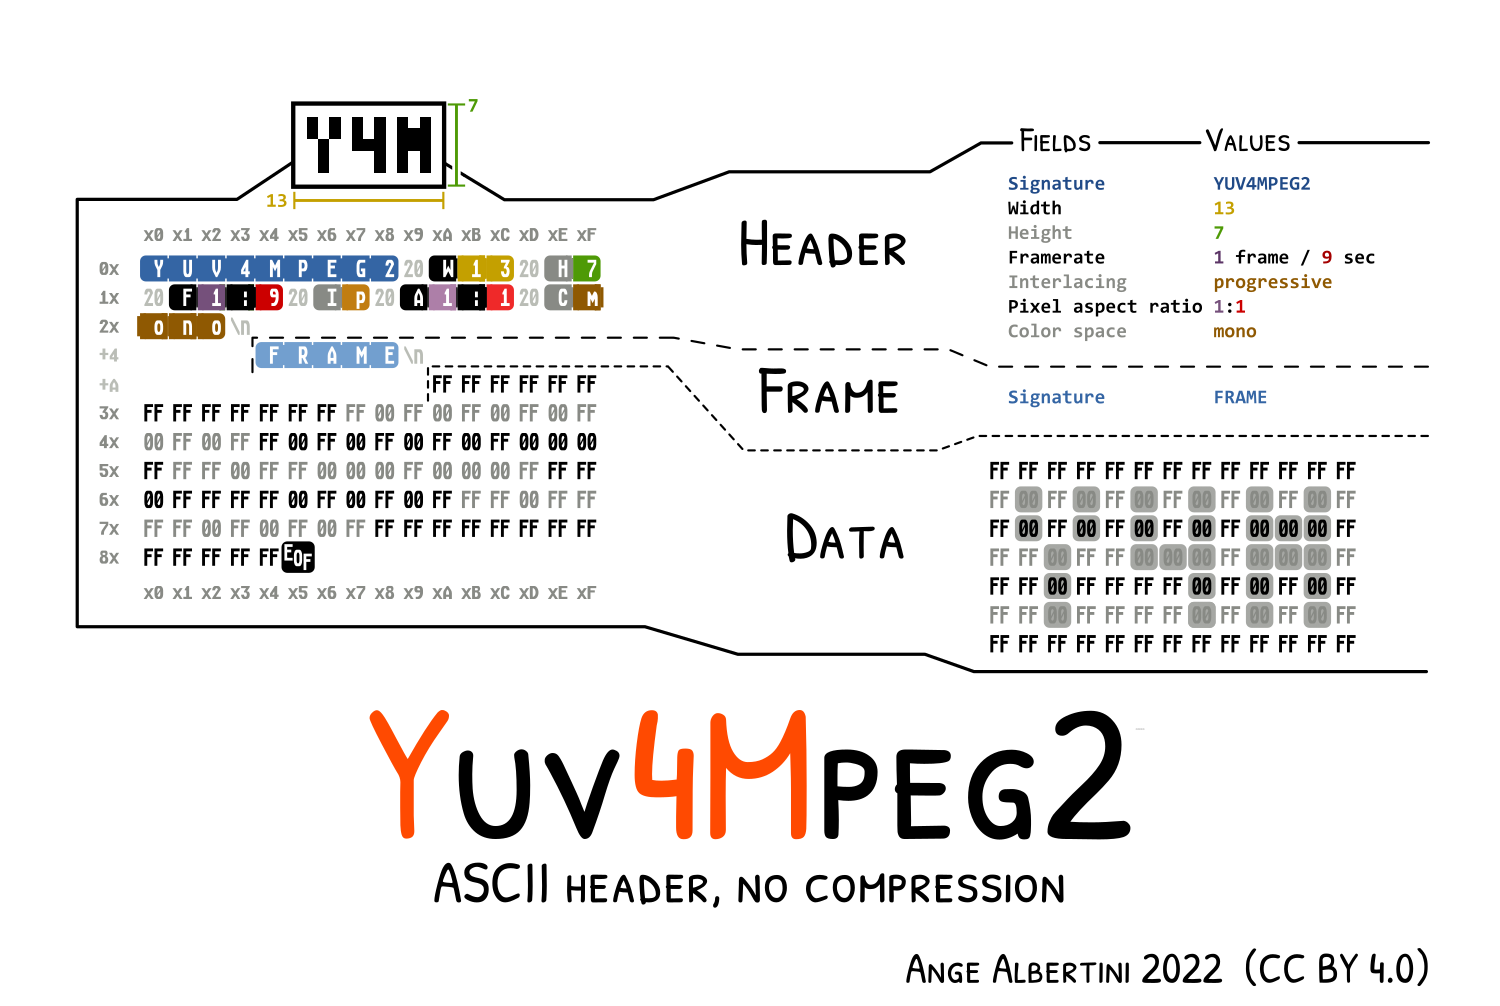 Y4M
7
13
x0 x1 x2 x3 x4 x5 x6 x7 x8 x9 xA xB xC xD xE xF
0x Y U V 4 M P E G 2 20 W 1 3 20 H 7
1x 20 F 1 : 9 20 I p 20 A 1 : 1 20 C m
2x o n o \n
+4 F R A M E \n
+A FF FF FF FF FF FF
3x FF FF FF FF FF FF FF FF 00 FF 00 FF 00 FF 00 FF
4x 00 FF 00 FF FF 00 FF 00 FF 00 FF 00 FF 00 00 00
5x FF FF FF 00 FF FF 00 00 00 FF 00 00 00 FF FF FF
6x 00 FF FF FF FF 00 FF 00 FF 00 FF FF FF 00 FF FF
7x FF FF 00 FF 00 FF 00 FF FF FF FF FF FF FF FF FF
8x FF FF FF FF FF EOF
x0 x1 x2 x3 x4 x5 x6 x7 x8 x9 xA xB xC xD xE xF
HEADER
FIELDS VALUES
Signature YUV4MPEG2
Width 13
Height 7
Framerate 1 frame / 9 sec
Interlacing progressive
Pixel aspect ratio 1:1
Color space mono
FRAME
Signature FRAME
DATA
FF FF FF FF FF FF FF FF FF FF FF FF FF
FF 00 FF 00 FF 00 FF 00 FF 00 FF 00 FF
FF 00 FF 00 FF 00 FF 00 FF 00 00 00 FF
FF FF 00 FF FF 00 00 00 FF 00 00 00 FF
FF FF 00 FF FF FF FF 00 FF 00 FF 00 FF
FF FF 00 FF FF FF FF 00 FF 00 FF 00 FF
FF FF FF FF FF FF FF FF FF FF FF FF FF
YUV4MPEG2
ASCII HEADER, NO COMPRESSION
ANGE ALBERTINI 2022 (CC BY 4.0)